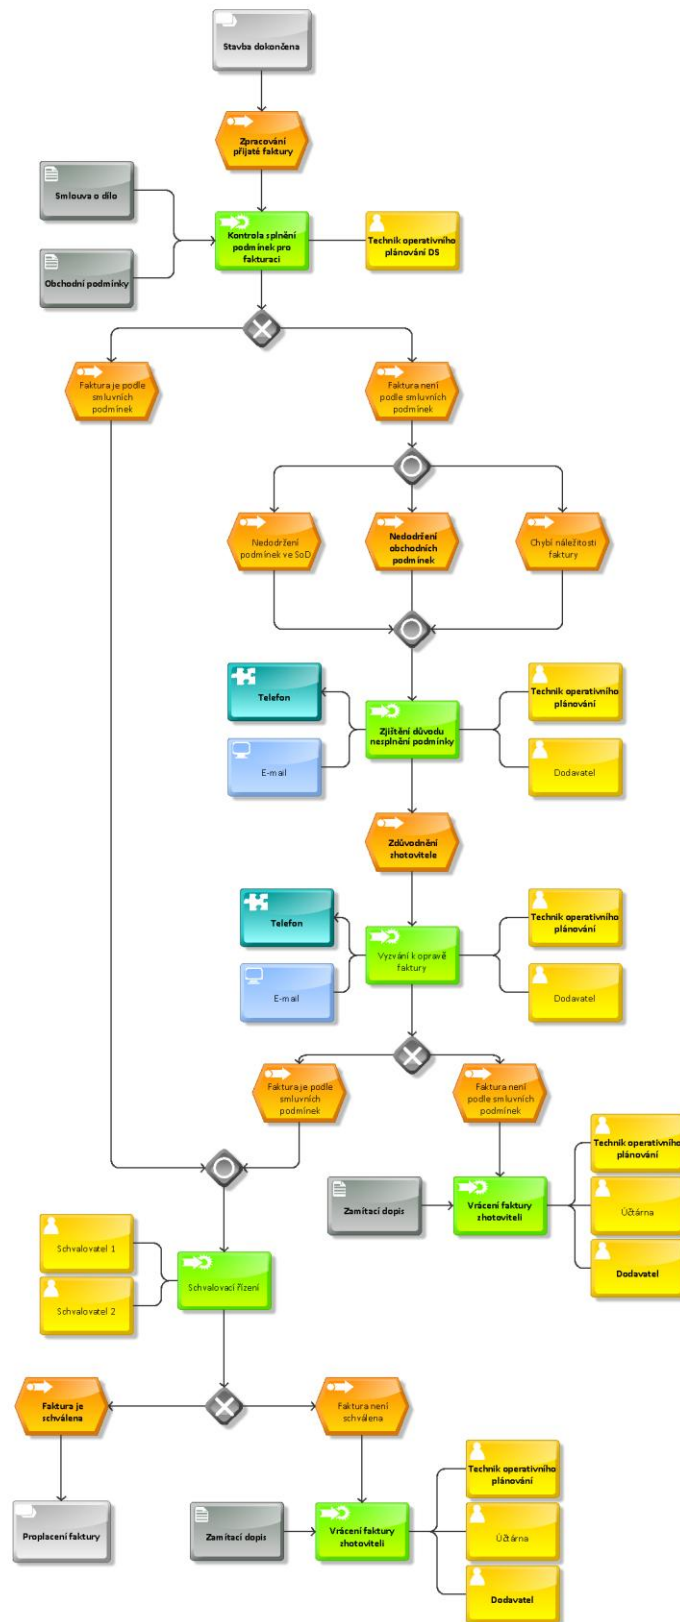 Stavba dokončena
Zpracování
přijaté faktury
Smlouva o dílo
Kontrola splnění
podmínek pro
fakturaci
Technik operativního
plánování DS
Obchodní podmínky
Faktura je podle
smluvních
podmínek
Faktura není
podle smluvních
podmínek
Nedodržení
podmínek ve SoD
Nedodržení
obchodních
podmínek
Chybí náležitosti
faktury
Telefon
Technik operativního
plánování
Zjištění důvodu
nesplnění podmínky
E-mail
Dodavatel
Zdůvodnění
zhotovitele
Telefon
Technik operativního
plánování
Vyzvání k opravě
faktury
E-mail
Dodavatel
Faktura je podle
smluvních
podmínek
Faktura není
podle smluvních
podmínek
Technik operativního
plánování
Zamítací dopis
Vrácení faktury
zhotoviteli
Účtárna
Dodavatel
Schvalovatel 1
Schvalovací řízení
Schvalovatel 2
Faktura je
schválena
Faktura není
schválena
Technik operativního
plánování
Proplacení faktury
Zamítací dopis
Vrácení faktury
zhotoviteli
Účtárna
Dodavatel